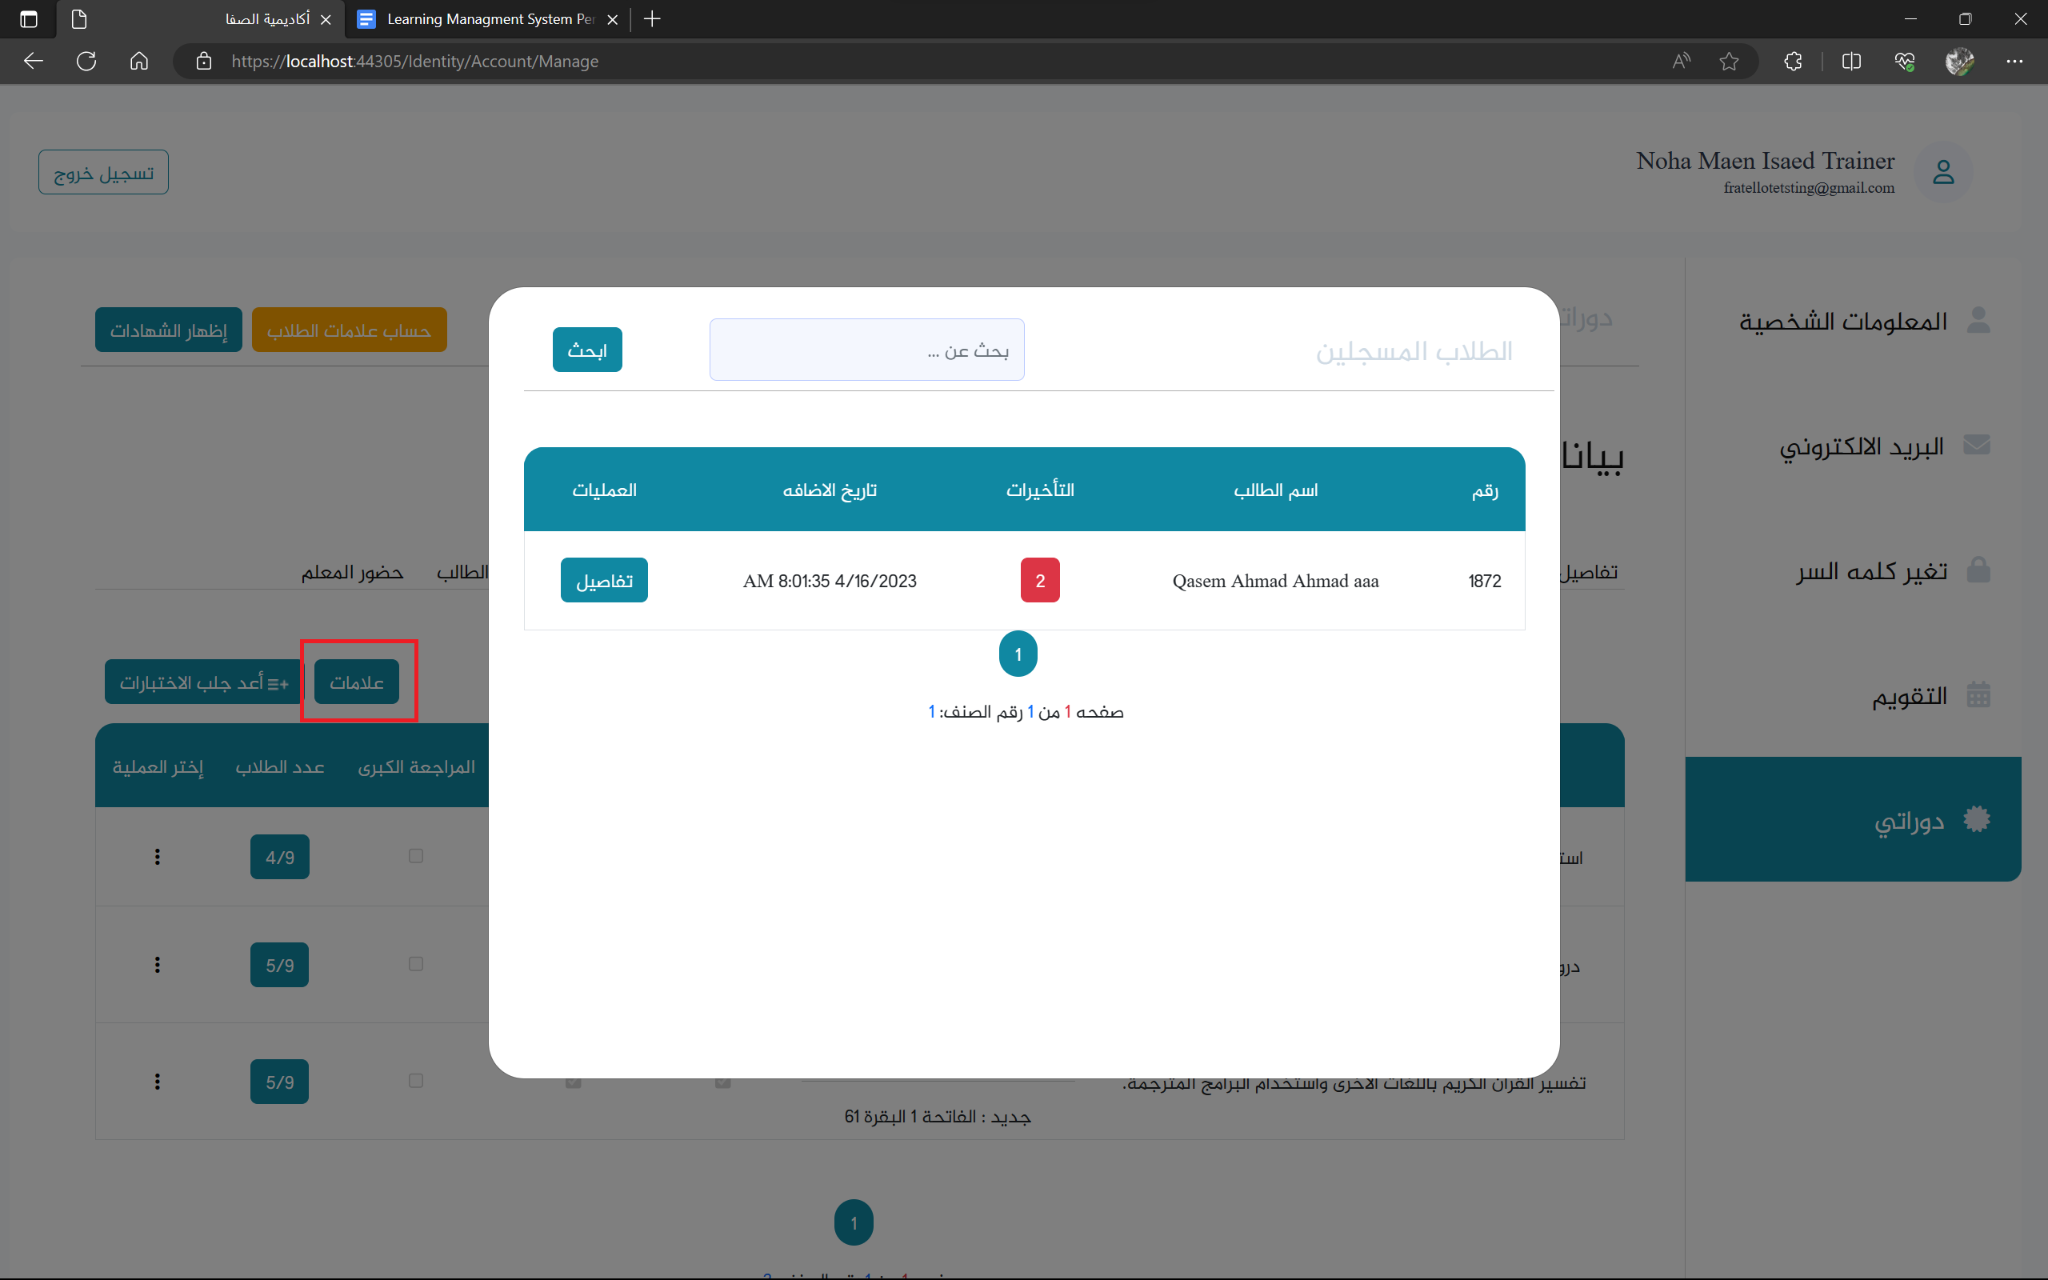 أكاديمية الصفا
Learning Managment System Per
https://localhost:44305/Identity/Account/Manage
Noha Maen Isaed Trainer
fratellotetsting@gmail.com
تسجيل خروج
المعلومات الشخصية
البريد الالكتروني
تغير كلمه السر
التقويم
دوراتي
حساب علامات الطلاب
إظهار الشهادات
تفاصيل
الطالب
حضور المعلم
علامات
أعد جلب الاختبارات
المراجعة الكبرى
عدد الطلاب
إختر العملية
4/9
5/9
تفسير القرآن الكريم باللغات الأخرى واستخدام البرامج المترجمة.
5/9
جديد : الفاتحة 1 البقرة 61
1
الطلاب المسجلين
بحث عن ...
ابحث
رقم
اسم الطالب
التأخيرات
تاريخ الاضافه
العمليات
1872
Qasem Ahmad Ahmad aaa
2
AM 8:01:35 4/16/2023
تفاصيل
1
صفحه 1 من 1 رقم الصنف: 1